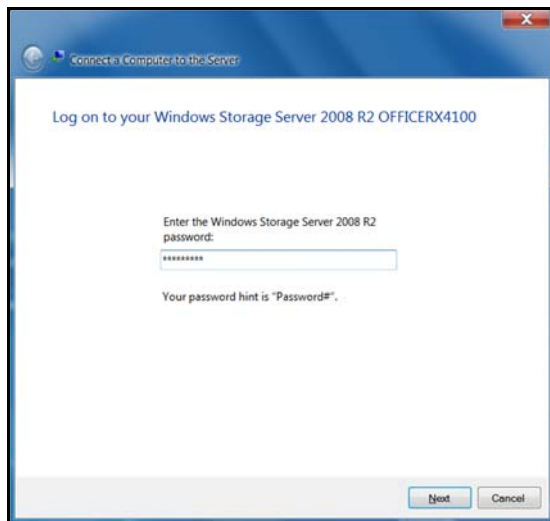 Connect a Computer to the Server
Log on to your Windows Storage Server 2008 R2 OFFICERX4100
Enter the Windows Storage Server 2008 R2
password:
*********
Your password hint is "Password#".
Next
Cancel